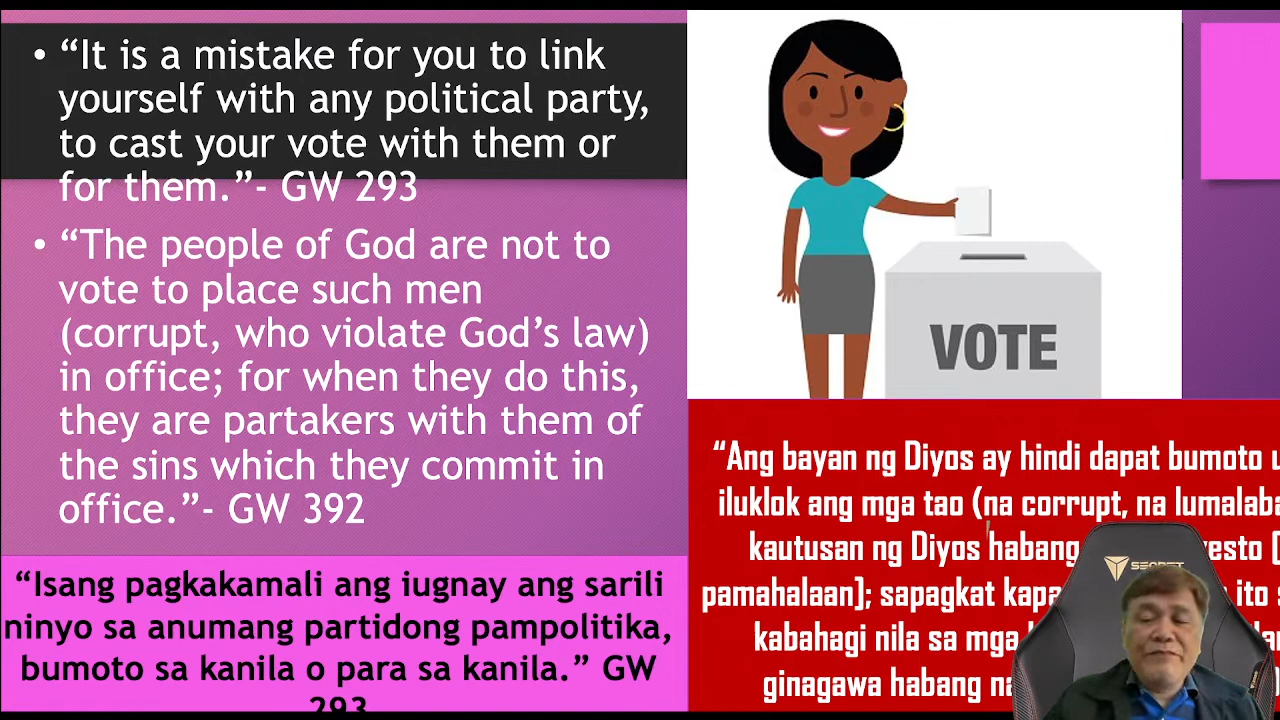 • “It is a mistake for you to link
yourself with any political party,
to cast your vote with them or
for them.”- GW 293
• “The people of God are not to
vote to place such men
(corrupt, who violate God’s law)
in office; for when they do this,
they are partakers with them of
the sins which they commit in
office.”- GW 392
“Isang pagkakamali ang iugnay ang sarili
ninyo sa anumang partidong pampolitika,
bumoto sa kanila o para sa kanila.” GW
293
VOTE
“Ang bayan ng Diyos ay hindi dapat bumoto
iluklok ang mga tao (na corrupt, na
kautusan ng Diyos habang
pamahalaan]; sapagkat ito
kabahagi nila sa mga
ginagawa habang